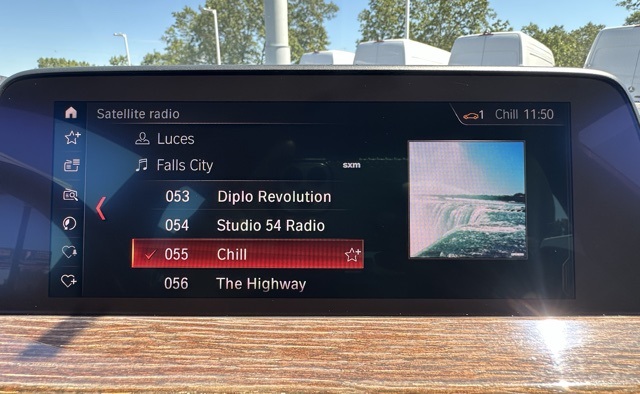 Satellite radio
1 Chill 11:50
Luces
Falls City
sxm
053 Diplo Revolution
054 Studio 54 Radio
055 Chill
056 The Highway